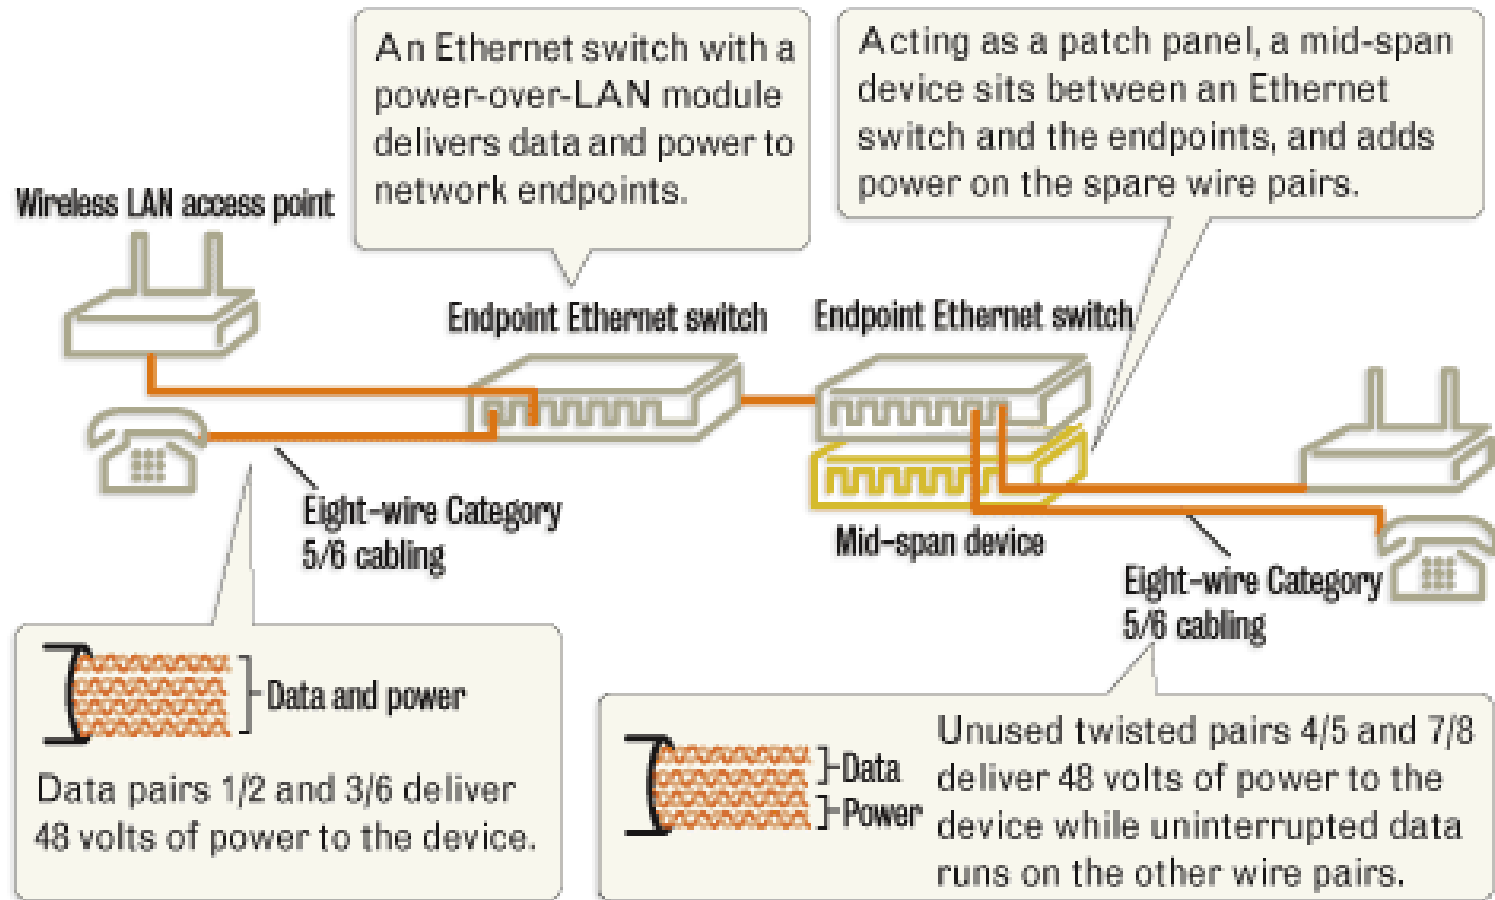 An Ethernet switch with a
power-over-LAN module
delivers data and power to
network endpoints.
Acting as a patch panel, a mid-span
device sits between an Ethernet
switch and the endpoints, and adds
power on the spare wire pairs.
Wireless LAN access point
Endpoint Ethernet switch
Endpoint Ethernet switch
Eight-wire Category
5/6 cabling
Mid-span device
Eight-wire Category
5/6 cabling
Data and power
Data pairs 1/2 and 3/6 deliver
48 volts of power to the device.
Data
Power
Unused twisted pairs 4/5 and 7/8
deliver 48 volts of power to the
device while uninterrupted data
runs on the other wire pairs.